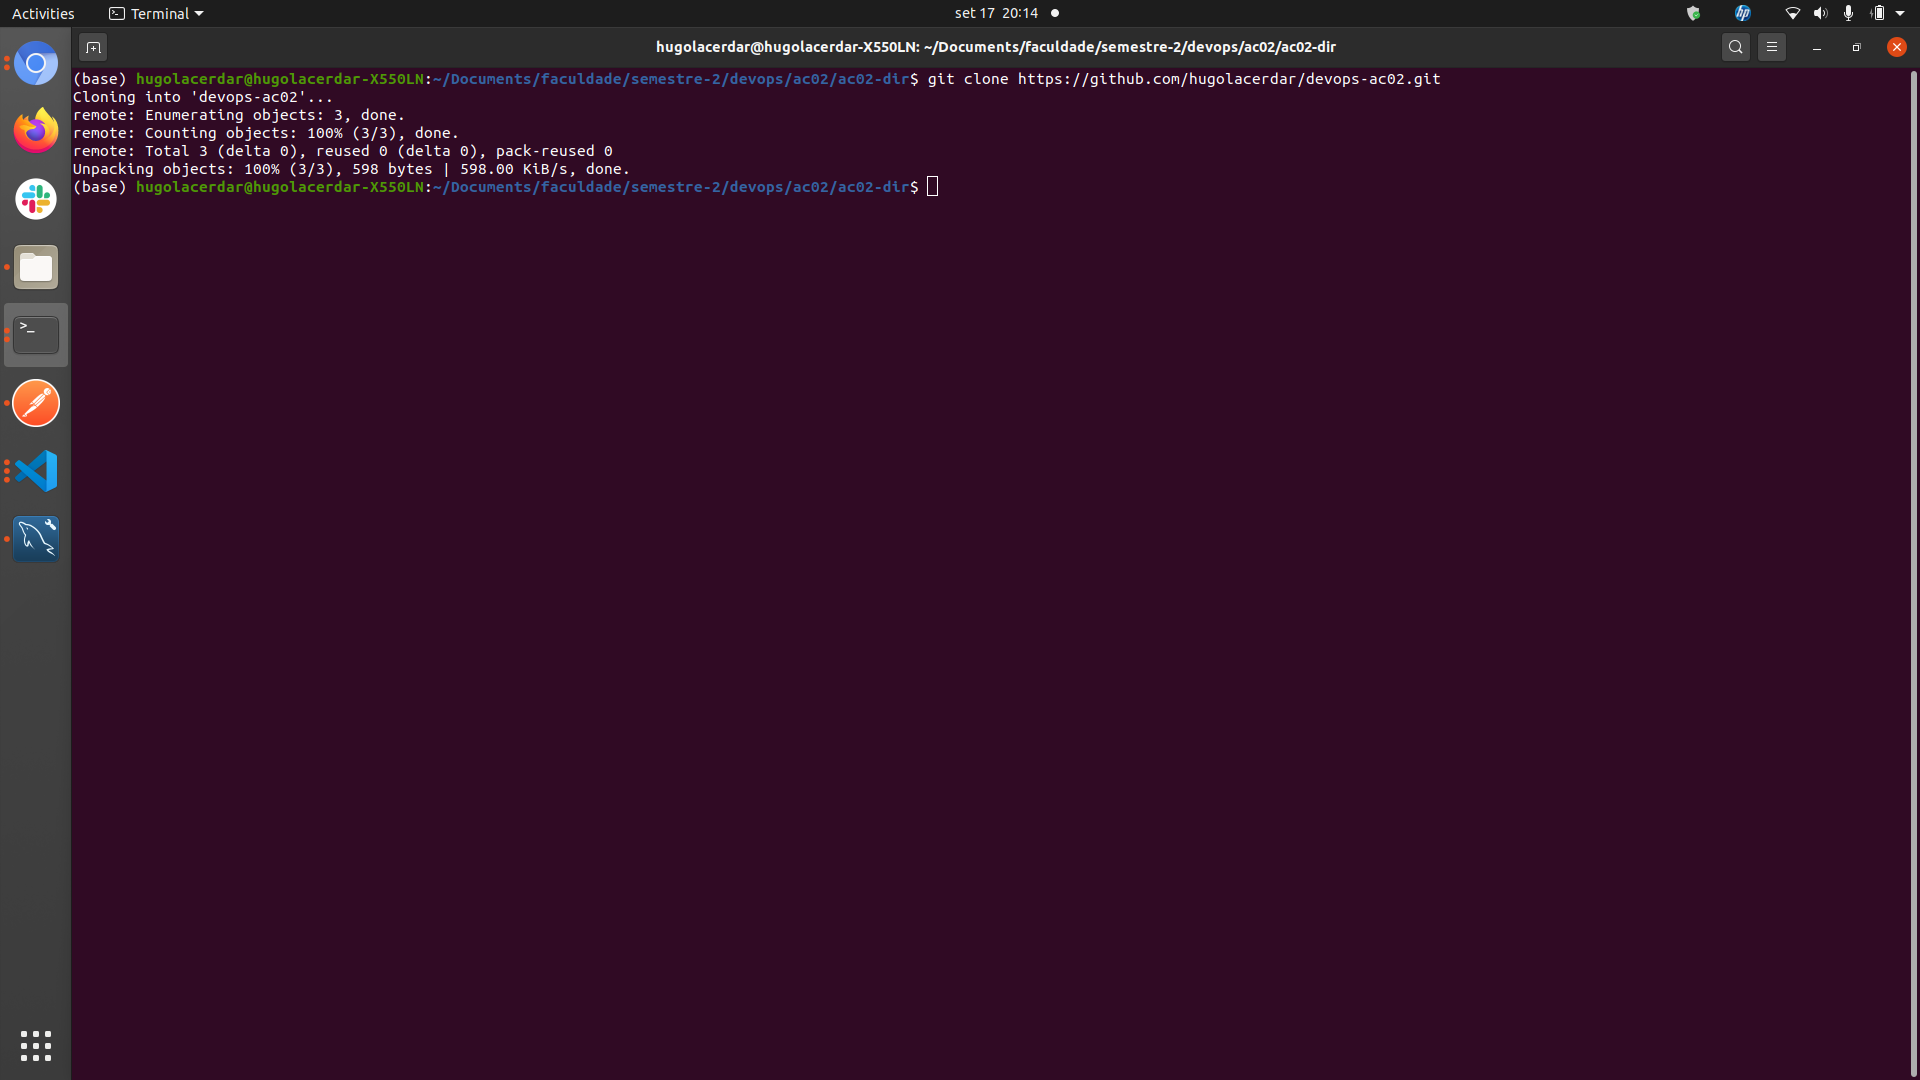 Activities
Terminal
set 17 20:14
hugolacerdar@hugolacerdar-X550LN: ~/Documents/faculdade/semestre-2/devops/ac02/ac02-dir
(base) hugolacerdar@hugolacerdar-X550LN:~/Documents/faculdade/semestre-2/devops/ac02/ac02-dir$ git clone https://github.com/hugolacerdar/devops-ac02.git
Cloning into 'devops-ac02'...
remote: Enumerating objects: 3, done.
remote: Counting objects: 100% (3/3), done.
remote: Total 3 (delta 0), reused 0 (delta 0), pack-reused 0
Unpacking objects: 100% (3/3), 598 bytes | 598.00 KiB/s, done.
(base) hugolacerdar@hugolacerdar-X550LN:~/Documents/faculdade/semestre-2/devops/ac02/ac02-dir$